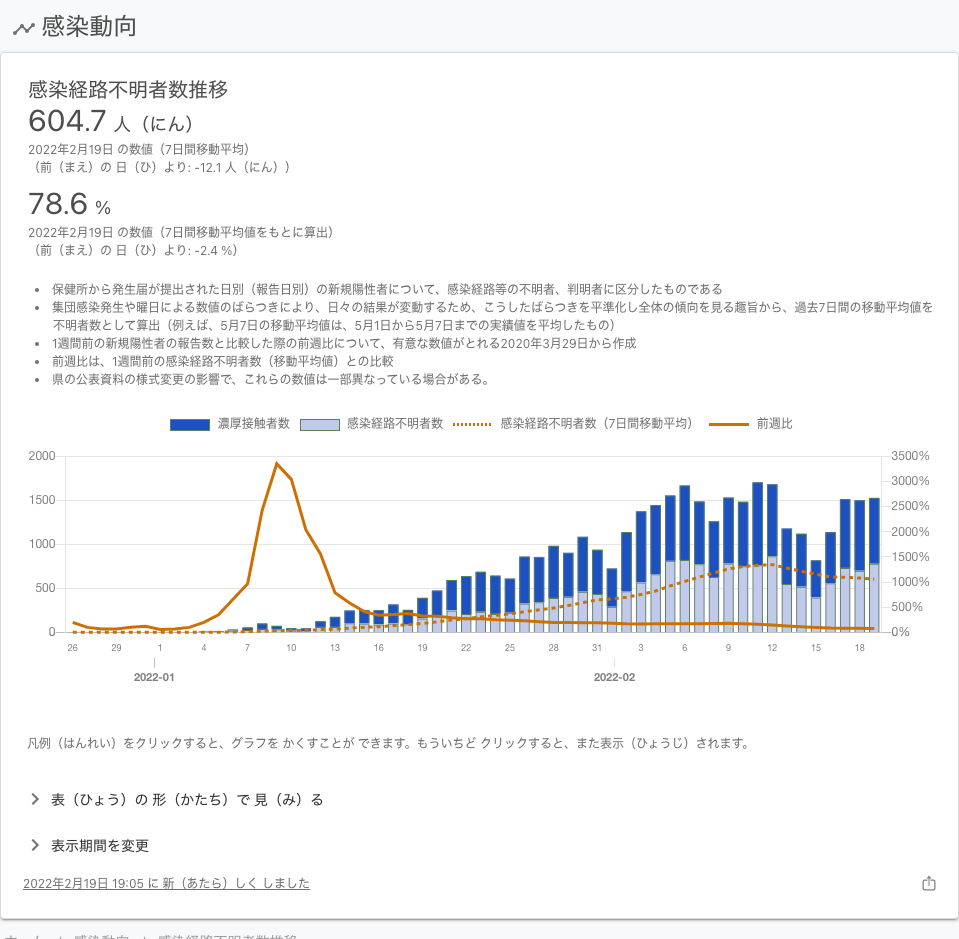 感染動向
感染経路不明者数推移
604.7 人（にん）
2022年2月19日 の数値（7日間移動平均）
（前（まえ）の 日（ひ）より: -12.1 人（にん））
78.6 %
2022年2月19日 の数値（7日間移動平均値をもとに算出）
（前（まえ）の 日（ひ）より: -2.4 %）
• 保健所から発生届が提出された日別（報告日別）の新規陽性者について、感染経路等の不明者、判明者に区分したものである
• 集団感染発生や曜日による数値のばらつきにより、日々の結果が変動するため、こうしたばらつきを平準化し全体の傾向を見る趣旨から、過去7日間の移動平均値を
不明者数として算出（例えば、5月7日の移動平均値は、5月1日から5月7日までの実績値を平均したもの）
• 1週間前の新規陽性者の報告数と比較した際の前週比について、有意な数値がとれる2020年3月29日から作成
• 前週比は、1週間前の感染経路不明者数（移動平均値）との比較
• 県の公表資料の様式変更の影響で、これらの数値は一部異なっている場合がある。
濃厚接触者数 感染経路不明者数 感染経路不明者数（7日間移動平均） 前週比
2000 3500%
3000%
1500 2500%
2000%
1000 1500%
1000%
500 500%
0 0%
26 29 1 4 7 10 13 16 19 22 25 28 31 3 6 9 12 15 18
2022-01 2022-02
凡例（はんれい）をクリックすると、グラフを かくすことが できます。もういちど クリックすると、また表示（ひょうじ）されます。
表（ひょう）の 形（かたち）で 見（み）る
表示期間を変更
2022年2月19日 19:05 に 新（あたら）しく しました